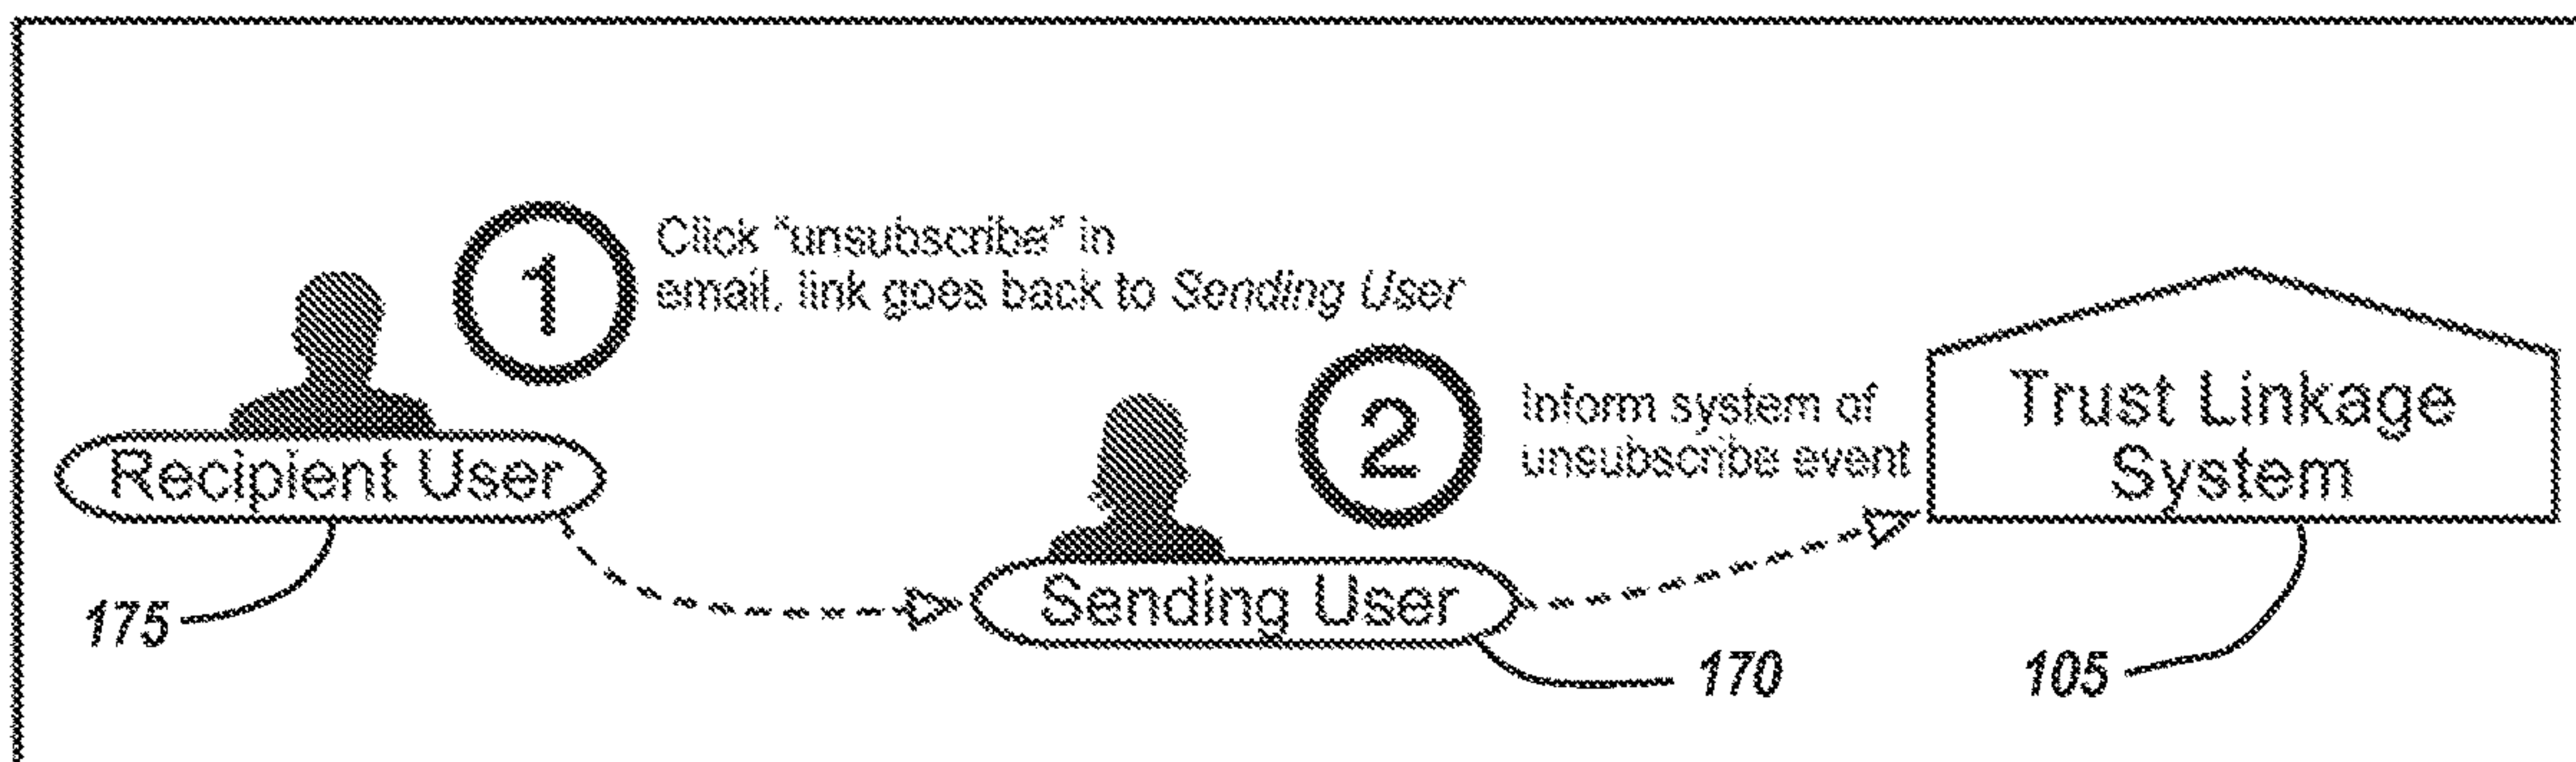 1
Click "unsubscribe" in
email. link goes back to Sending User
2
Inform system of
unsubscribe event
Trust Linkage
System
Recipient User
Sending User
175
170
105